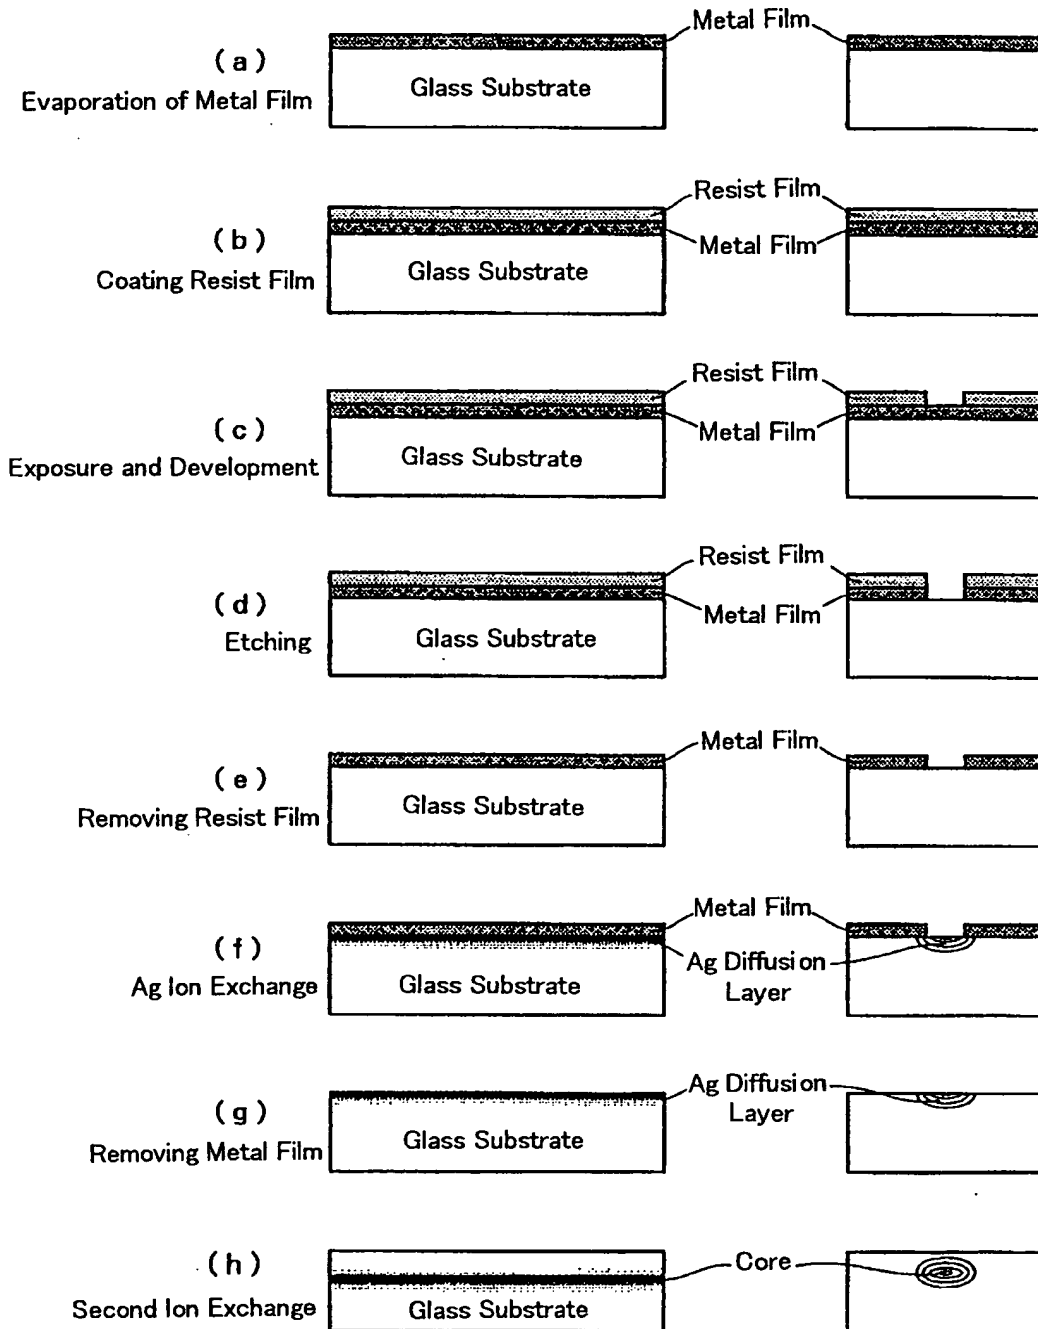 Metal Film
(a)
Evaporation of Metal Film
Glass Substrate
Resist Film
(b)
Metal Film
Coating Resist Film
Glass Substrate
Resist Film
(c)
Metal Film
Exposure and Development
Glass Substrate
Resist Film
(d)
Metal Film
Etching
Glass Substrate
Metal Film
(e)
Removing Resist Film
Glass Substrate
Metal Film
(f)
Ag Diffusion
Layer
Ag Ion Exchange
Glass Substrate
Ag Diffusion
Layer
(g)
Removing Metal Film
Glass Substrate
(h)
Core
Second Ion Exchange
Glass Substrate